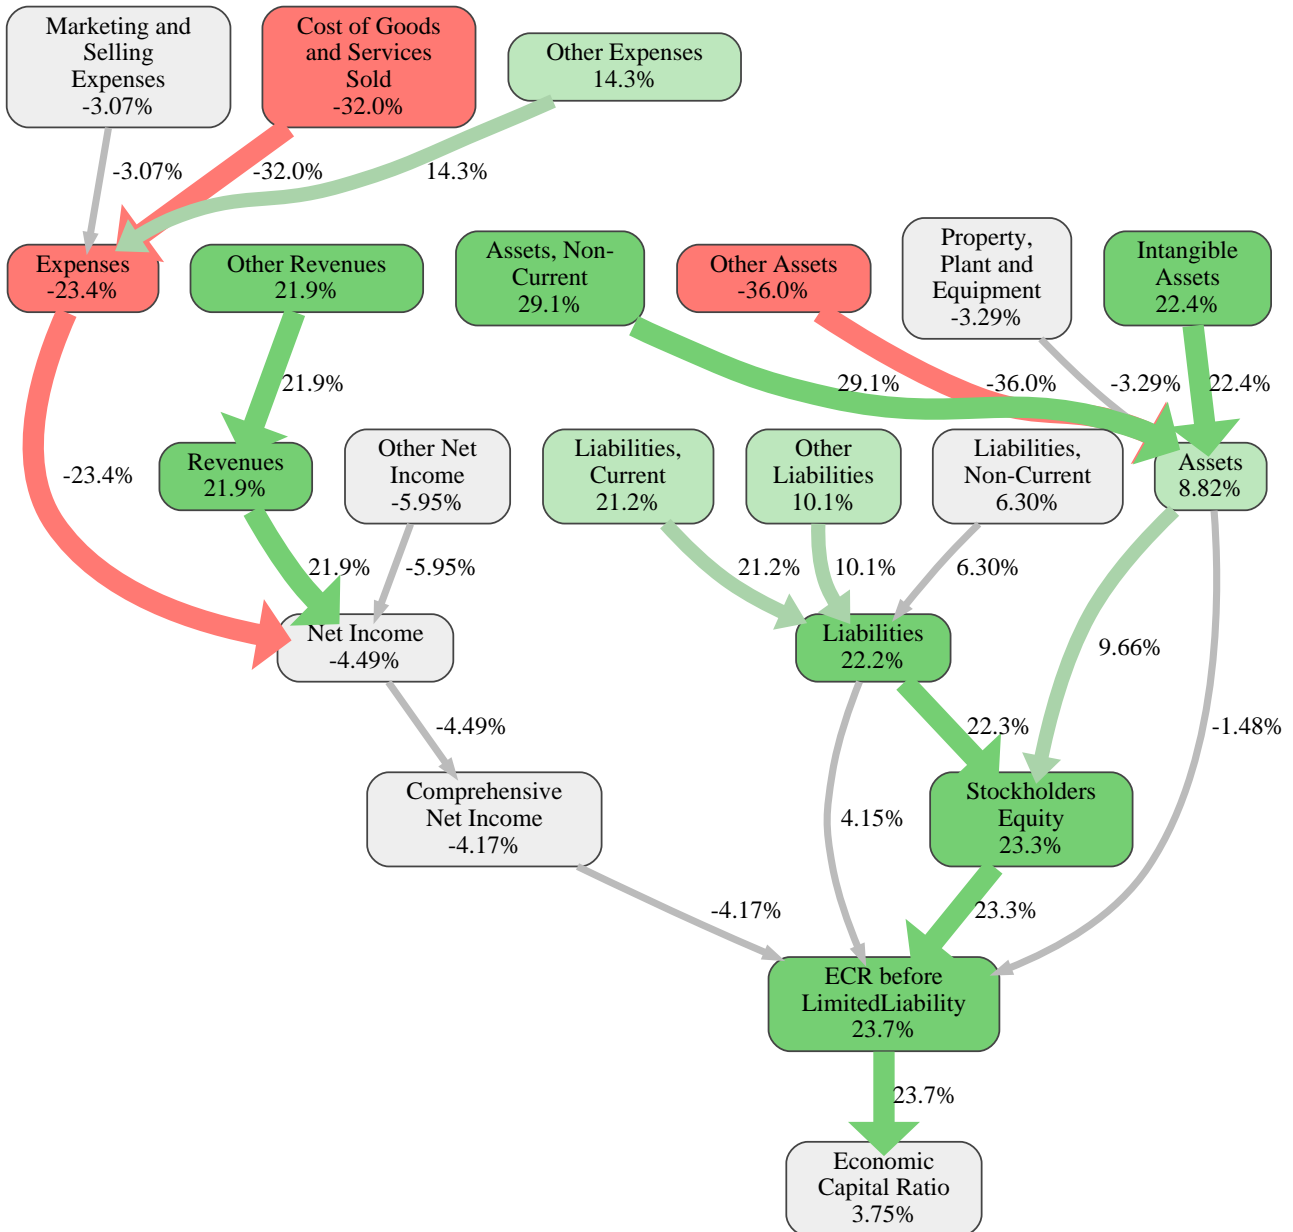 Marketing and
Selling
Expenses
-3.07%
Cost of Goods
and Services
Sold
-32.0%
Other Expenses
14.3%
-3.07%
-32.0%
14.3%
Expenses
-23.4%
Other Revenues
21.9%
Assets, Non-
Current
29.1%
Other Assets
-36.0%
Property,
Plant and
Equipment
-3.29%
Intangible
Assets
22.4%
21.9%
29.1%
-36.0%
-3.29%
22.4%
-23.4%
Revenues
21.9%
Other Net
Income
-5.95%
Liabilities,
Current
21.2%
Other
Liabilities
10.1%
Liabilities,
Non-Current
6.30%
Assets
8.82%
21.9%
-5.95%
21.2%
10.1%
6.30%
9.66%
Net Income
-4.49%
Liabilities
22.2%
-4.49%
22.3%
-1.48%
Comprehensive
Net Income
-4.17%
4.15%
Stockholders
Equity
23.3%
-4.17%
23.3%
ECR before
LimitedLiability
23.7%
23.7%
Economic
Capital Ratio
3.75%